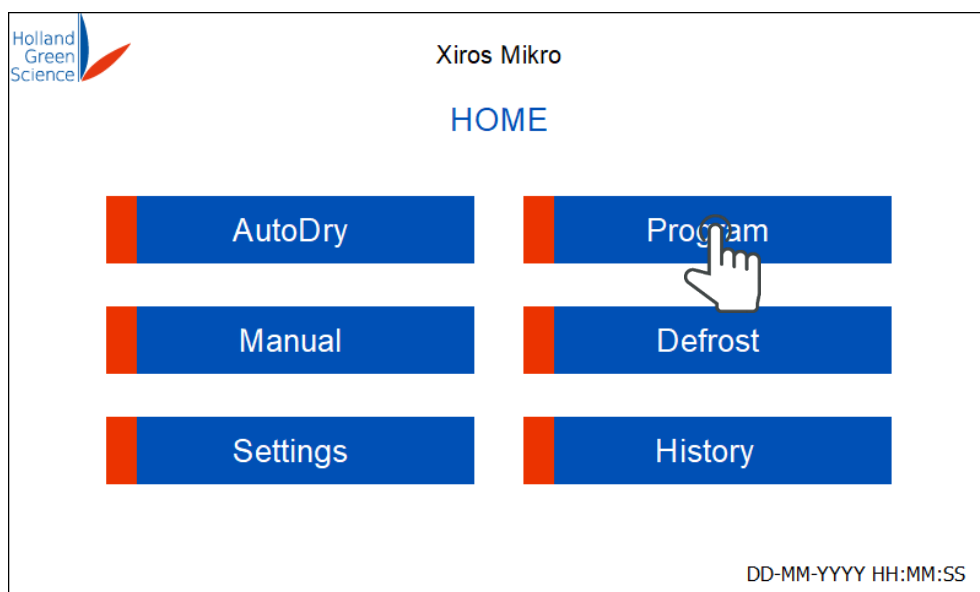 Holland
Green
Science
Xiros Mikro
HOME
AutoDry
Program
Manual
Defrost
Settings
History
DD-MM-YYYY HH:MM:SS